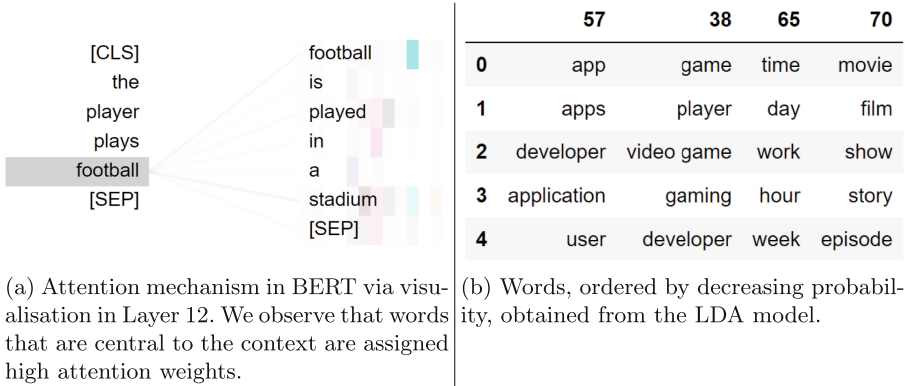 [CLS] football
the is
player played
plays in
football a
[SEP] stadium
[SEP]
(a) Attention mechanism in BERT via visu-
alisation in Layer 12. We observe that words
that are central to the context are assigned
high attention weights.
57 38 65 70
0 app game time movie
1 apps player day film
2 developer video game work show
3 application gaming hour story
4 user developer week episode
(b) Words, ordered by decreasing probabil-
ity, obtained from the LDA model.